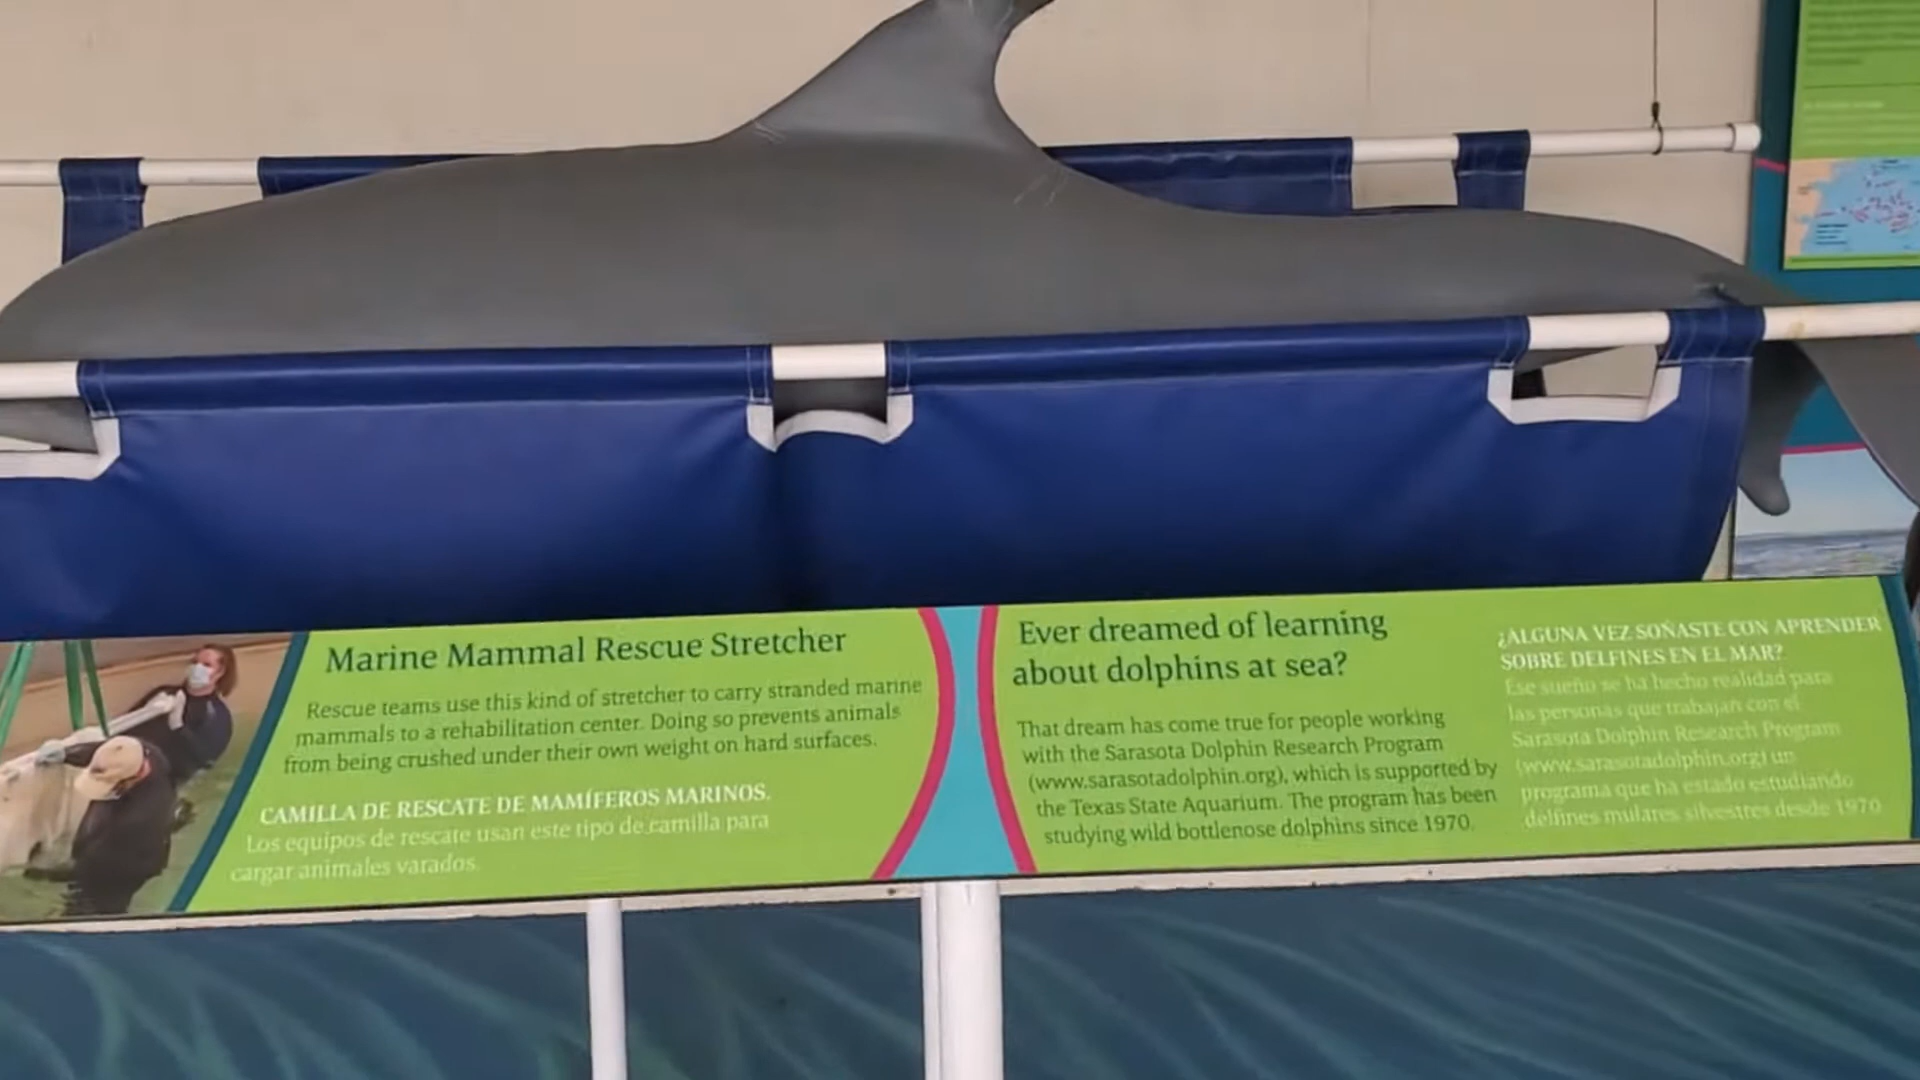 Marine Mammal Rescue Stretcher
Rescue teams use this kind of stretcher to carry stranded marine
mammals to a rehabilitation center. Doing so prevents animals
from being crushed under their own weight on hard surfaces.
CAMILLA DE RESCATE DE MAMÍFEROS MARINOS.
Los equipos de rescate usan este tipo de camilla para
cargar animales varados.
Ever dreamed of learning
about dolphins at sea?
That dream has come true for people working
with the Sarasota Dolphin Research Program
(www.sarasotadolphin.org), which is supported by
the Texas State Aquarium. The program has been
studying wild bottlenose dolphins since 1970.
¿ALGUNA VEZ SOÑASTE CON APRENDER
SOBRE DELFINES EN EL MAR?
Ese sueño se ha hecho realidad para
las personas que trabajan con el
Sarasota Dolphin Research Program
(www.sarasotadolphin.org) un
programa que ha estado estudiando
delfines mulares silvestres desde 1970